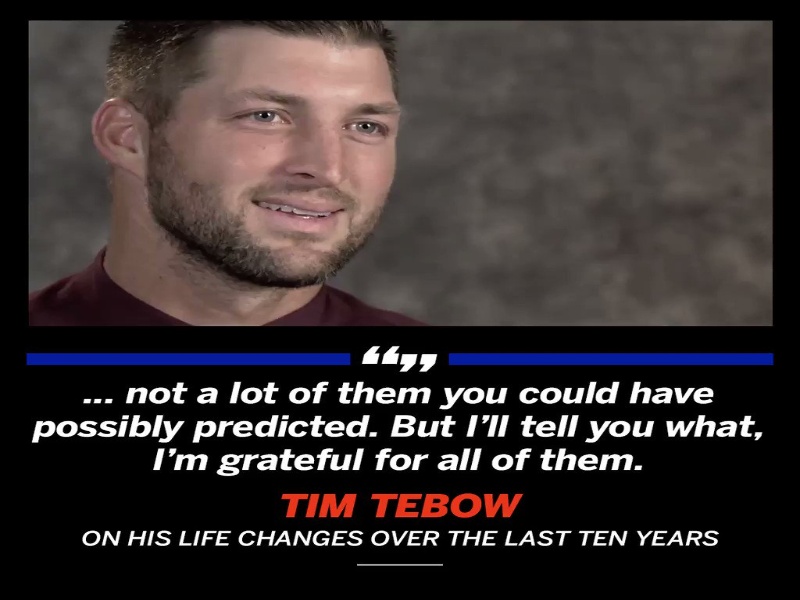 “”
... not a lot of them you could have
possibly predicted. But I’ll tell you what,
I’m grateful for all of them.
TIM TEBOW
ON HIS LIFE CHANGES OVER THE LAST TEN YEARS